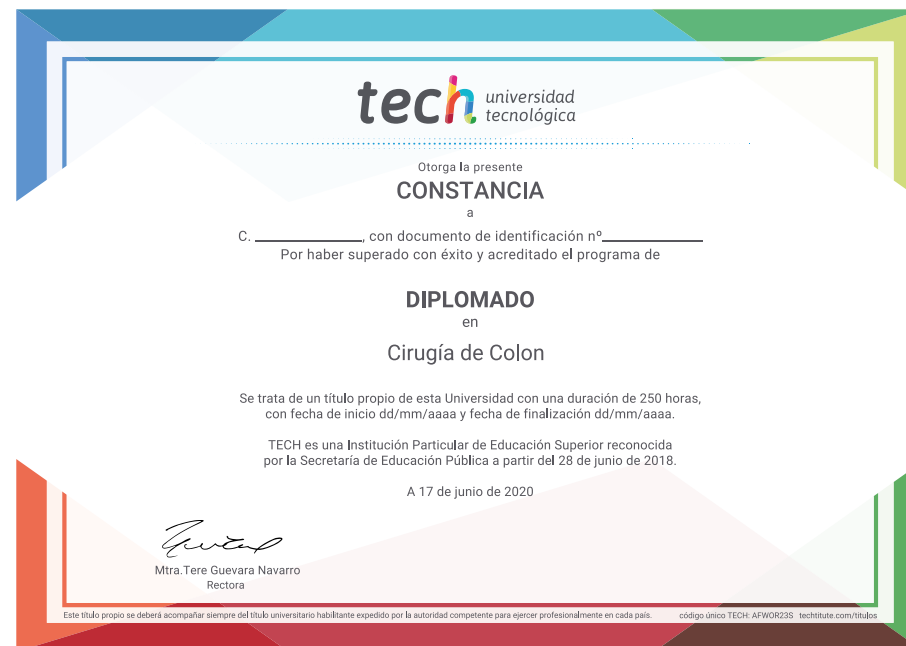 tech universidad
tecnológica
Otorga la presente
CONSTANCIA
a
C. ______________, con documento de identificación nº______________
Por haber superado con éxito y acreditado el programa de
DIPLOMADO
en
Cirugía de Colon
Se trata de un título propio de esta Universidad con una duración de 250 horas,
con fecha de inicio dd/mm/aaaa y fecha de finalización dd/mm/aaaa.
TECH es una Institución Particular de Educación Superior reconocida
por la Secretaría de Educación Pública a partir del 28 de junio de 2018.
A 17 de junio de 2020
Mtra.Tere Guevara Navarro
Rectora
Este título propio se deberá acompañar siempre del título universitario habilitante expedido por la autoridad competente para ejercer profesionalmente en cada país. código único TECH: AFWOR23S techtitute.com/titulos